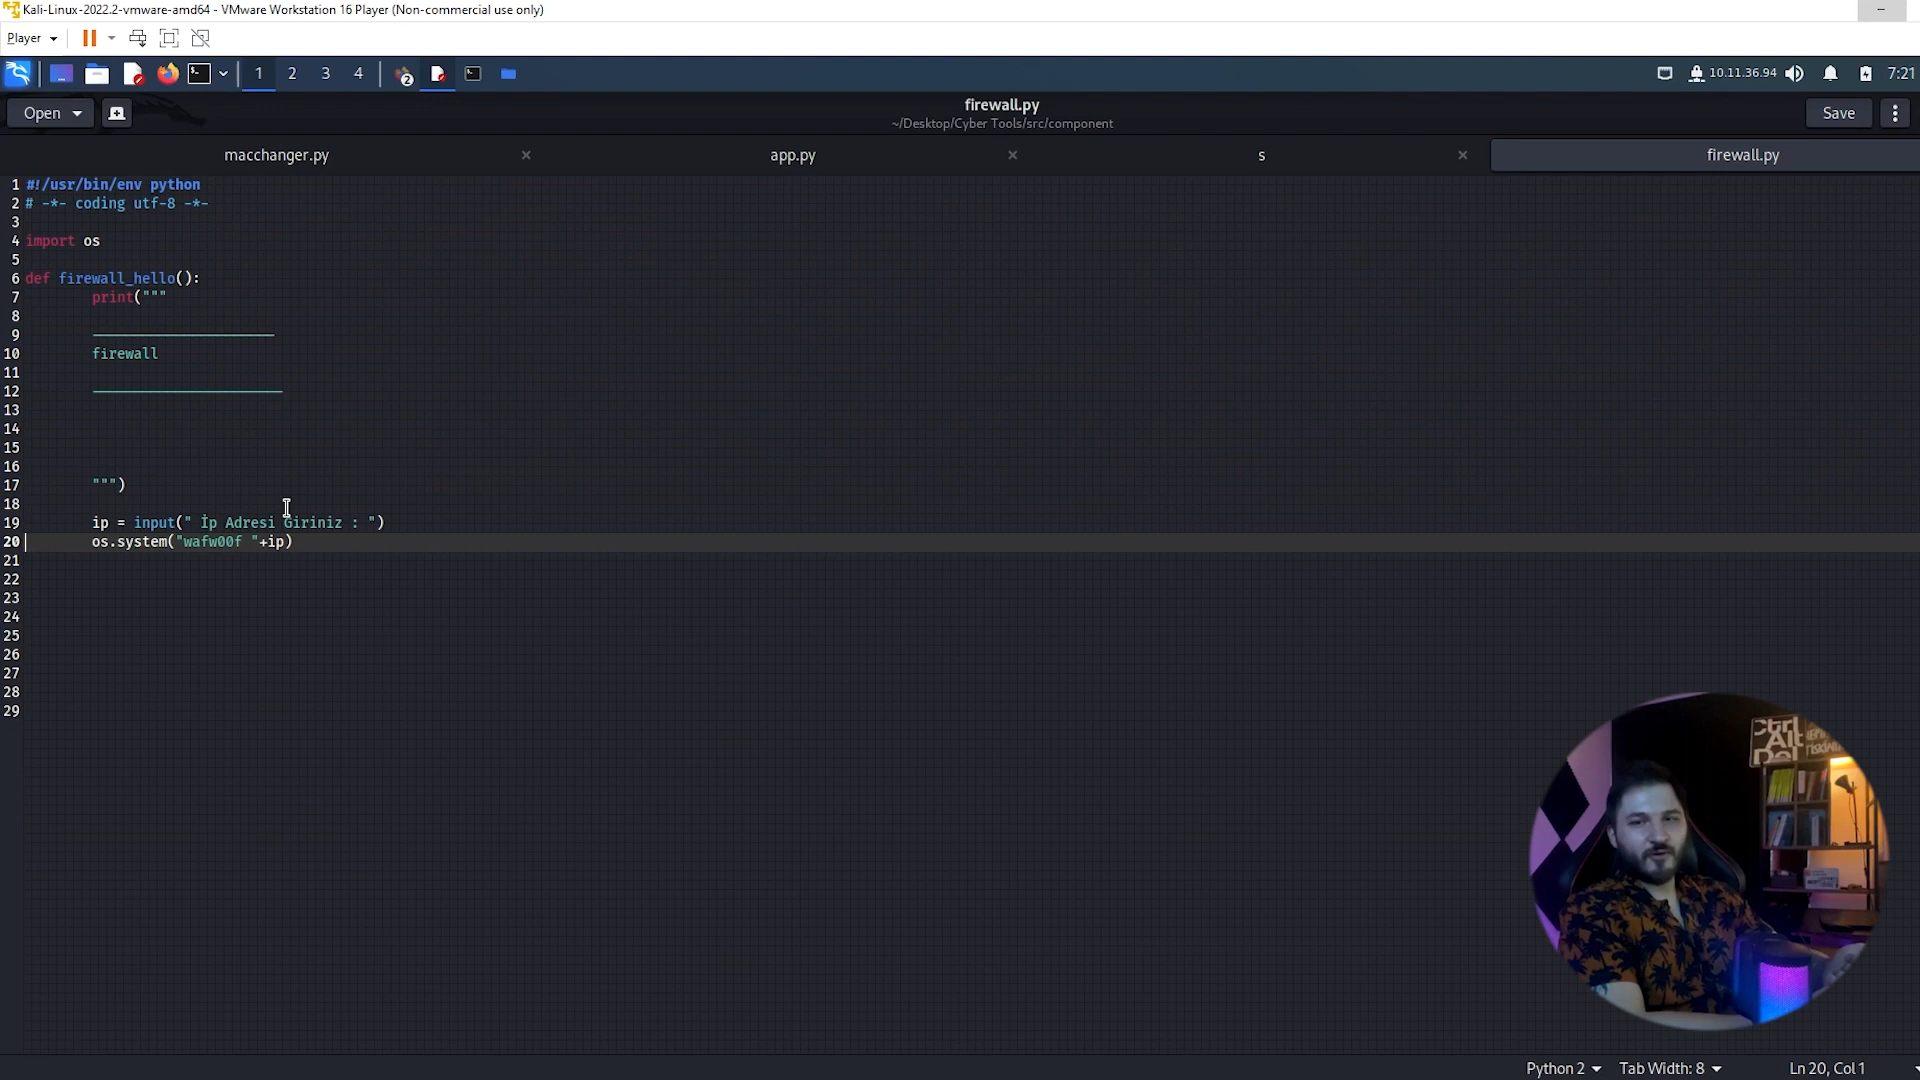 Kali-Linux-2022.2-vmware-amd64 - VMware Workstation 16 Player (Non-commercial use only)
Player
1 2 3 4 2 10.11.36.94 7:21
Open firewall.py Save
~/Desktop/Cyber Tools/src/component
macchanger.py app.py s firewall.py
1 #!/usr/bin/env python
2 # -*- coding utf-8 -*-
3
4 import os
5
6 def firewall_hello():
7 print("""
8
9 ______________________
10 firewall
11
12 _______________________
13
14
15
16
17 """)
18
19 ip = input(" İp Adresi Giriniz : ")
20 os.system("wafw00f "+ip)
21
22
23
24
25
26
27
28
29
Ctrl
Alt
Del
Python 2 Tab Width: 8 Ln 20, Col 1